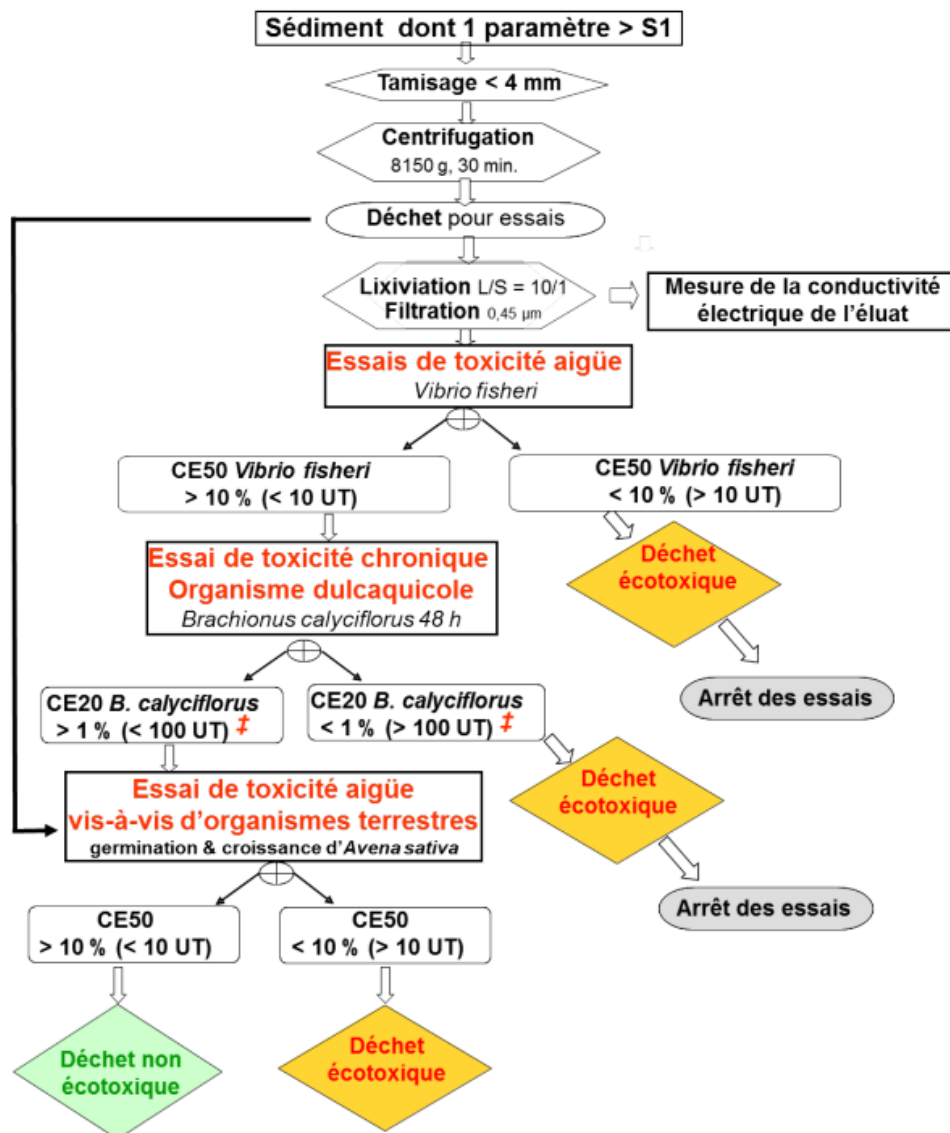 Sédiment dont 1 paramètre > S1
Tamisage < 4 mm
Centrifugation
8150 g, 30 min.
Déchet pour essais
Lixiviation L/S = 10/1
Filtration 0,45 µm
Mesure de la conductivité
électrique de l'éluat
Essais de toxicité aigüe
Vibrio fisheri
CE50 Vibrio fisheri
> 10 % (< 10 UT)
CE50 Vibrio fisheri
< 10 % (> 10 UT)
Essai de toxicité chronique
Organisme dulcaquicole
Brachionus calyciflorus 48 h
Déchet
écotoxique
Arrêt des essais
CE20 B. calyciflorus
> 1 % (< 100 UT) ‡
CE20 B. calyciflorus
< 1 % (> 100 UT) ‡
Déchet
écotoxique
Arrêt des essais
Essai de toxicité aigüe
vis-à-vis d'organismes terrestres
germination & croissance d'Avena sativa
CE50
> 10 % (< 10 UT)
CE50
< 10 % (> 10 UT)
Déchet non
écotoxique
Déchet
écotoxique